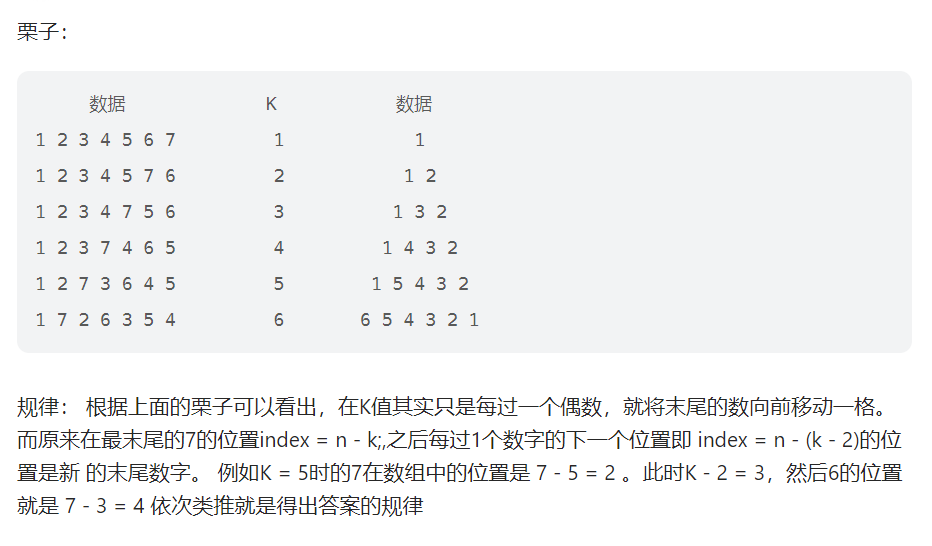 栗子：
数据 K 数据
1 2 3 4 5 6 7 1 1
1 2 3 4 5 7 6 2 1 2
1 2 3 4 7 5 6 3 1 3 2
1 2 3 7 4 6 5 4 1 4 3 2
1 2 7 3 6 4 5 5 1 5 4 3 2
1 7 2 6 3 5 4 6 6 5 4 3 2 1
规律： 根据上面的栗子可以看出，在K值其实只是每过一个偶数，就将末尾的数向前移动一格。
而原来在最末尾的7的位置index = n - k;,之后每过1个数字的下一个位置即 index = n - (k - 2)的位
置是新 的末尾数字。 例如K = 5时的7在数组中的位置是 7 - 5 = 2 。此时K - 2 = 3，然后6的位置
就是 7 - 3 = 4 依次类推就是得出答案的规律